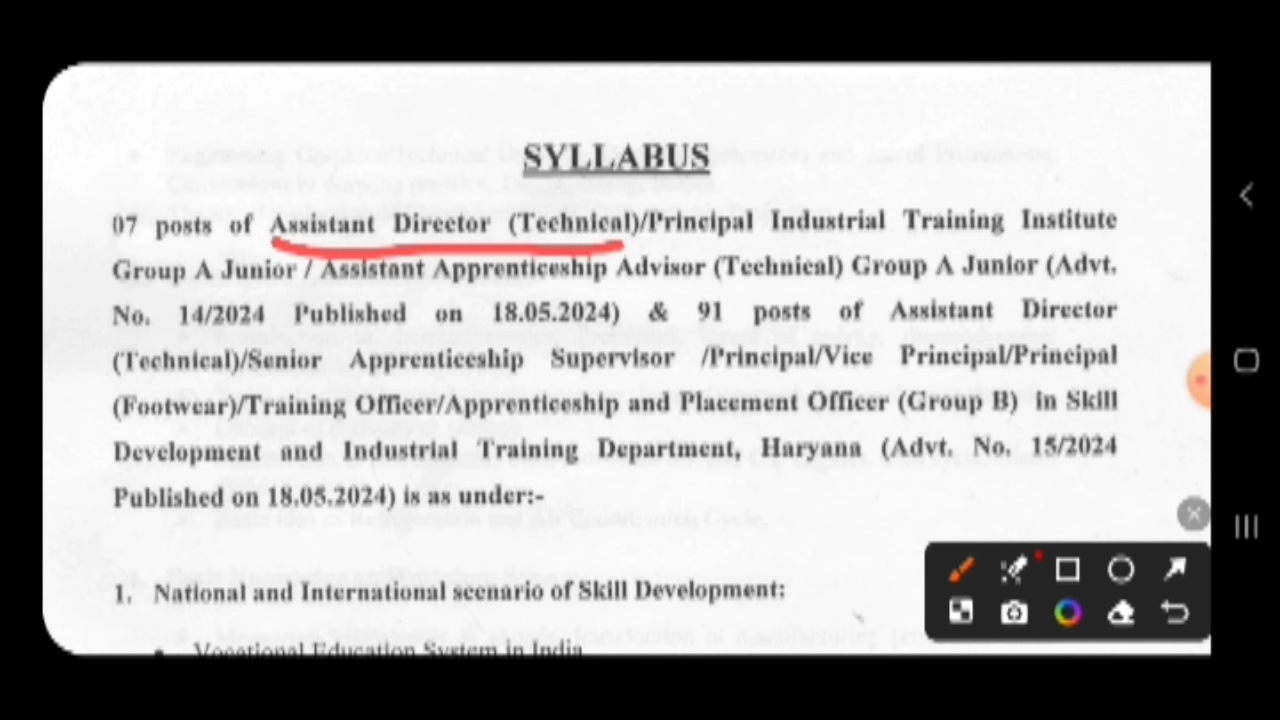 SYLLABUS
07 posts of Assistant Director (Technical)/Principal Industrial Training Institute
Group A Junior / Assistant Apprenticeship Advisor (Technical) Group A Junior (Advt.
No. 14/2024 Published on 18.05.2024) & 91 posts of Assistant Director
(Technical)/Senior Apprenticeship Supervisor /Principal/Vice Principal/Principal
(Footwear)/Training Officer/Apprenticeship and Placement Officer (Group B) in Skill
Development and Industrial Training Department, Haryana (Advt. No. 15/2024
Published on 18.05.2024) is as under:-
1. National and International scenario of Skill Development:
• Vocational Education System in India